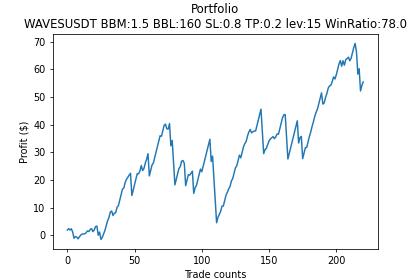 Portfolio
WAVESUSDT BBM:1.5 BBL:160 SL:0.8 TP:0.2 lev:15 WinRatio:78.0
70
60
50
40
30
20
10
0
Profit ($)
0 50 100 150 200
Trade counts